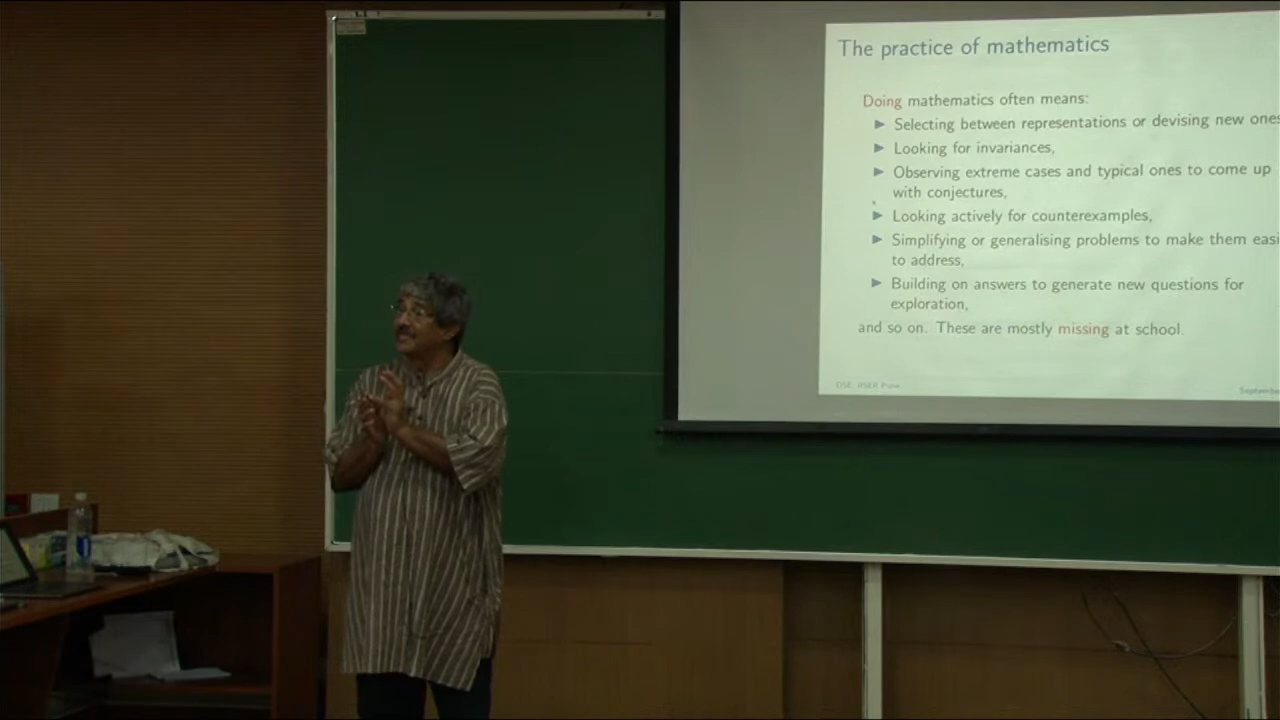 The practice of mathematics
Doing mathematics often means:
▶ Selecting between representations or devising new ones
▶ Looking for invariances,
▶ Observing extreme cases and typical ones to come up
with conjectures,
▶ Looking actively for counterexamples,
▶ Simplifying or generalising problems to make them easi
to address,
▶ Building on answers to generate new questions for
exploration,
and so on. These are mostly missing at school.
Septembe